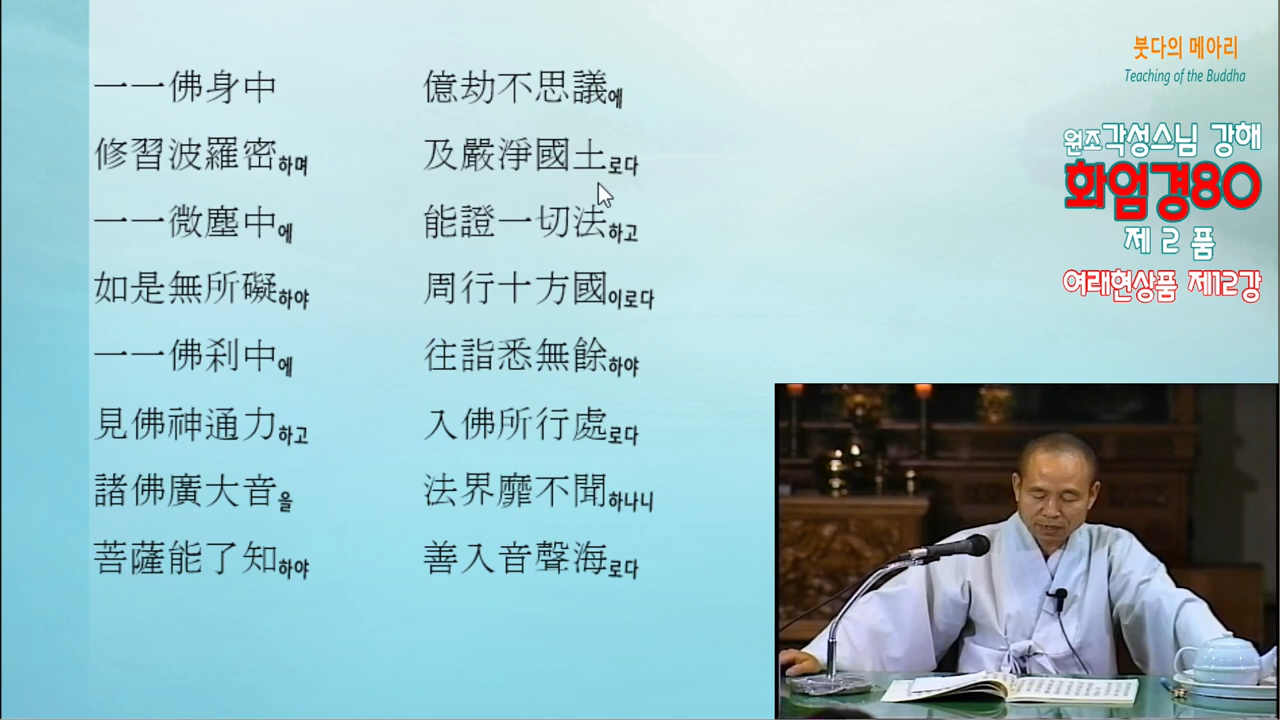 一一佛身中 億劫不思議에
修習波羅密하며 及嚴淨國土로다
一一微塵中에 能證一切法하고
如是無所礙하야 周行十方國이로다
一一佛刹中에 往詣悉無餘하야
見佛神通力하고 入佛所行處로다
諸佛廣大音을 法界靡不聞하나니
菩薩能了知하야 善入音聲海로다
붓다의 메아리
Teaching of the Buddha
원조각성스님 강해
화엄경80
제2품
여래현상품 제12강